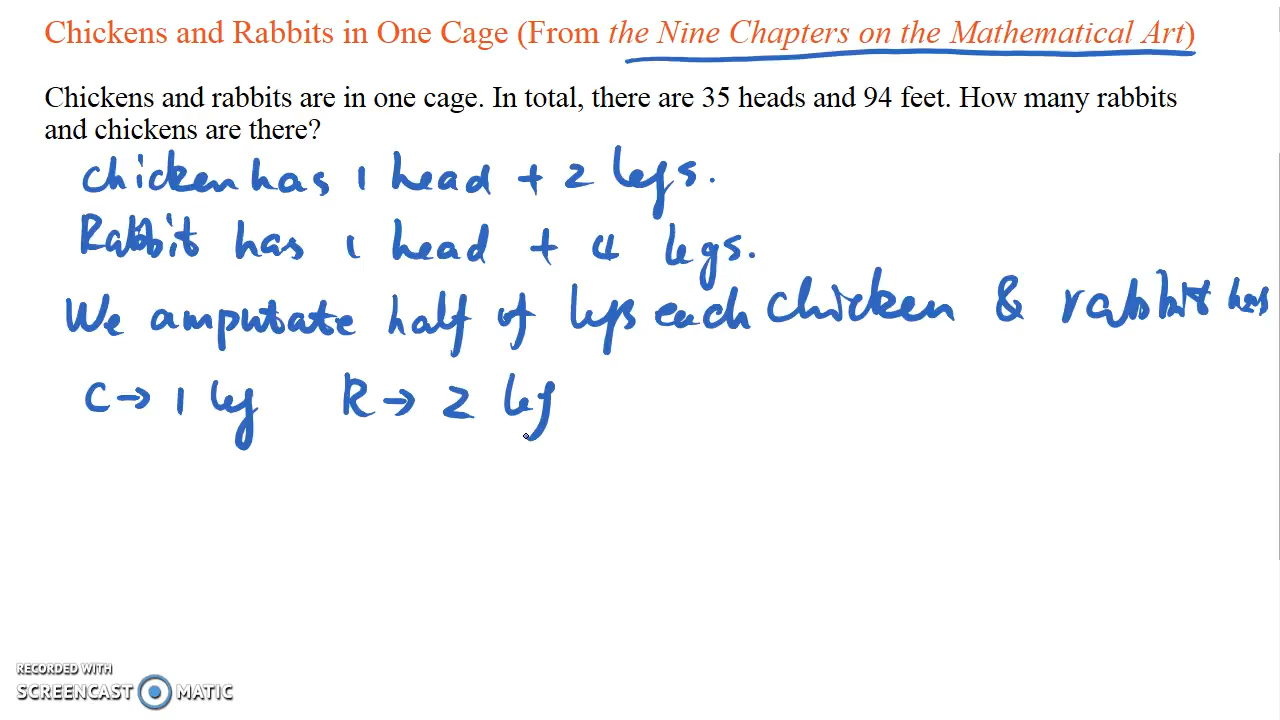 Chickens and Rabbits in One Cage (From the Nine Chapters on the Mathematical Art)
Chickens and rabbits are in one cage. In total, there are 35 heads and 94 feet. How many rabbits
and chickens are there?
Chicken has 1 head + 2 legs.
Rabbit has 1 head + 4 legs.
We amputate half of legs each chicken & rabbit has
C → 1 leg R → 2 leg
RECORDED WITH
SCREENCAST MATIC